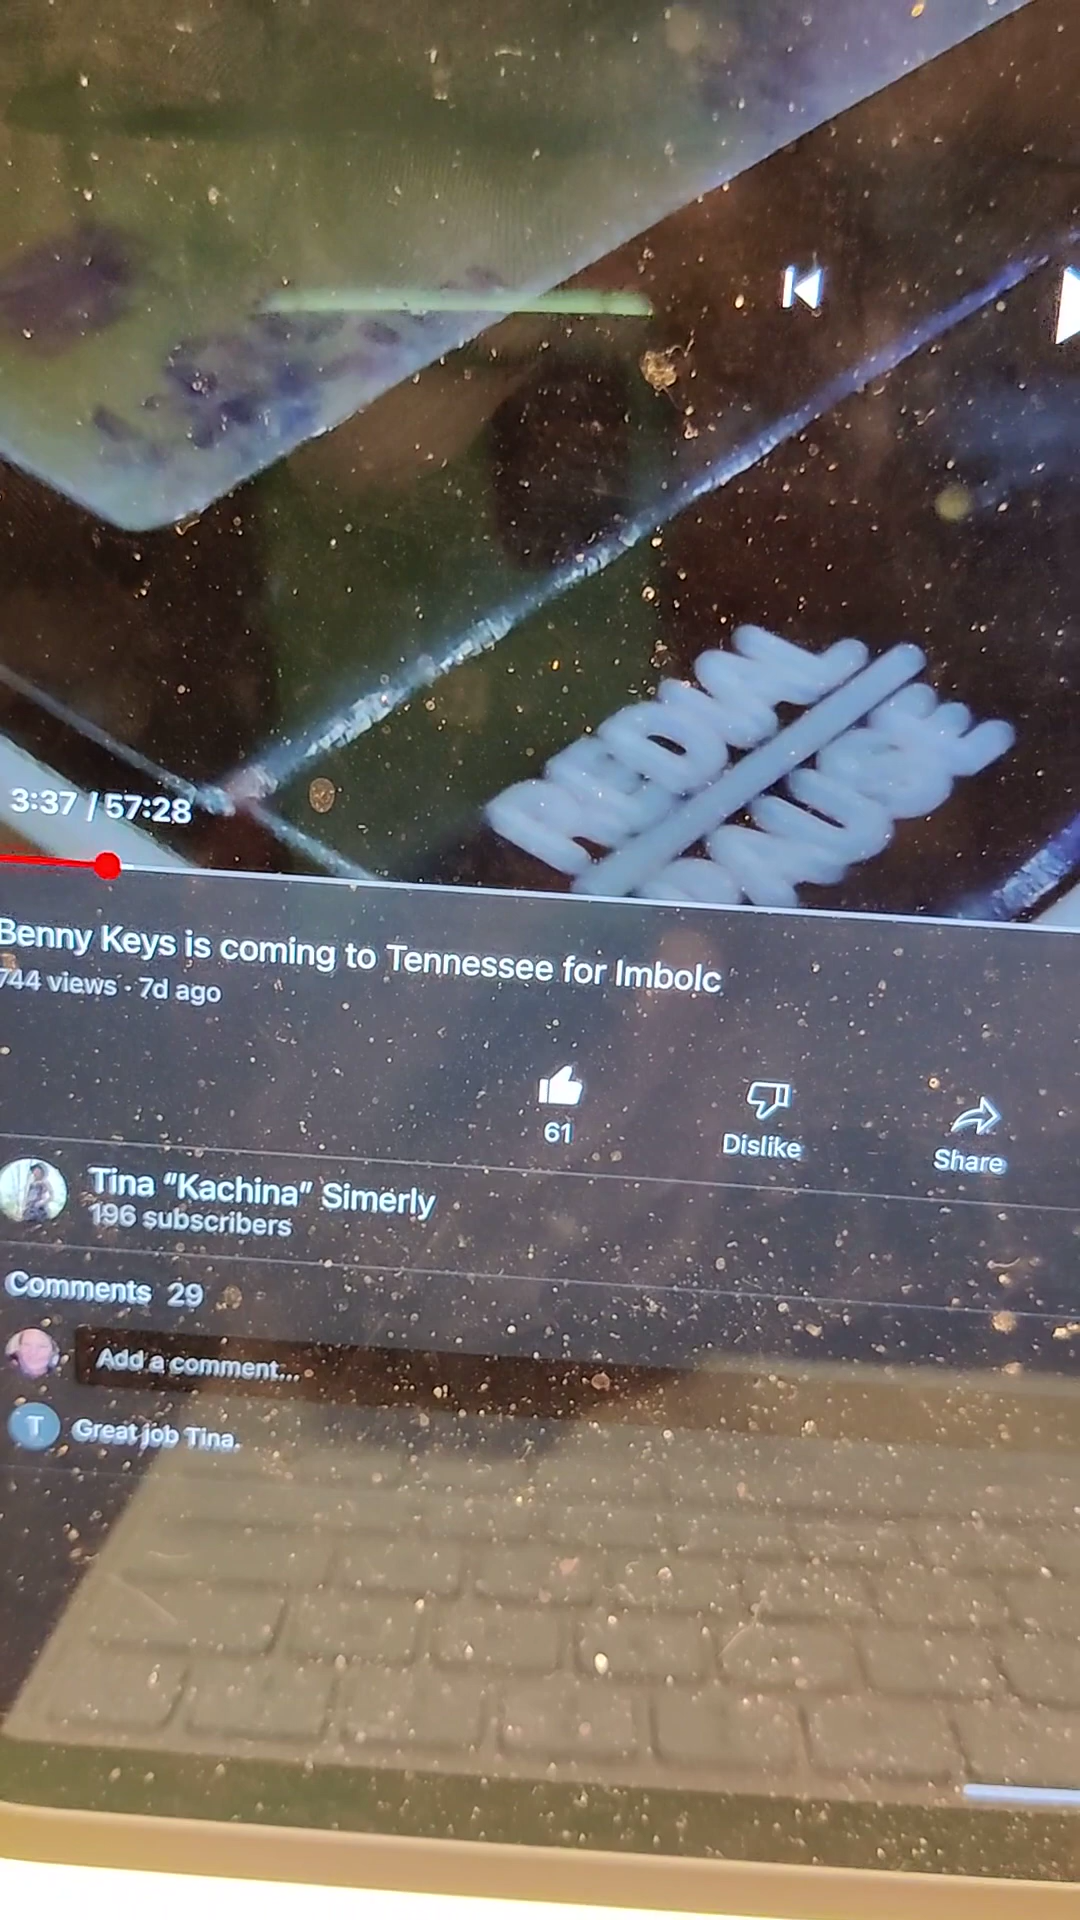 3:37 / 57:28
Benny Keys is coming to Tennessee for Imbolc
744 views · 7d ago
61
Dislike
Share
Tina "Kachina" Simerly
196 subscribers
Comments 29
Add a comment...
T
Great job Tina.